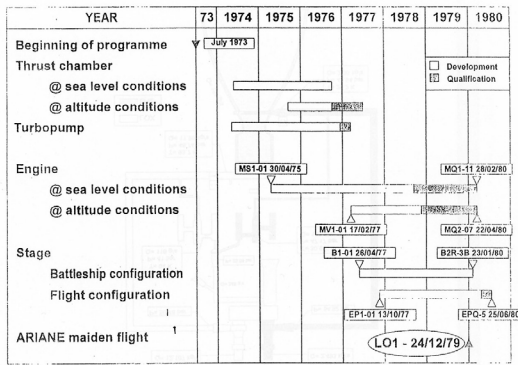 YEAR 73 1974 1975 1976 1977 1978 1979 1980
Beginning of programme July 1973
Thrust chamber Development
@ sea level conditions Qualification
@ altitude conditions
Turbopump
MS1-01 30/04/75 MQ1-11 28/02/80
Engine
@ sea level conditions
@ altitude conditions
MV1-01 17/02/77 MQ2-07 22/04/80
Stage B1-01 26/04/77 B2R-3B 23/01/80
Battleship configuration
Flight configuration
EP1-01 13/10/77 EPQ-5 25/06/80
ARIANE maiden flight 1 LO1 - 24/12/79